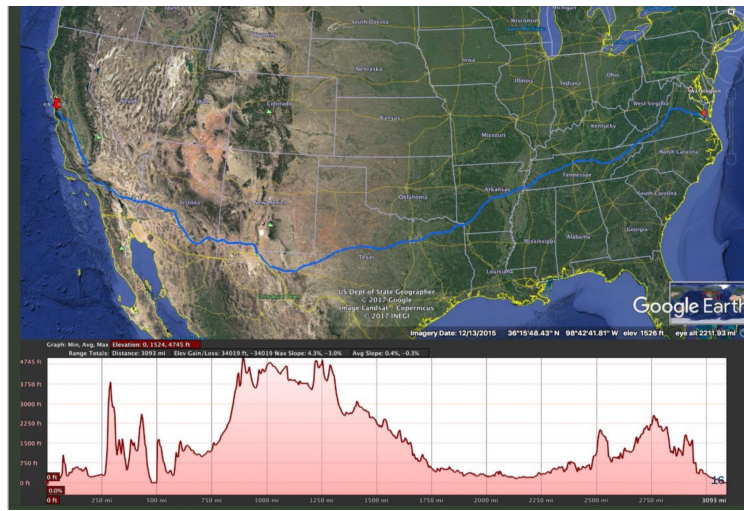 Michigan
Wisconsin
South Dakota
Iowa
Nebraska
Illinois
Indiana
Ohio
Washington
West Virginia
Colorado
Kansas
Missouri
Kentucky
North Carolina
Tennessee
Arizona
Oklahoma
Arkansas
South Carolina
Mississippi
Alabama
Georgia
Texas
Louisiana
US Dept of State Geographer
© 2017 Google
Image Landsat / Copernicus
© 2017 INEGI
Google Earth
Imagery Date: 12/13/2015 36°15'48.43" N 98°42'41.81" W elev 1526 ft eye alt 2211.93 mi
Graph: Min, Avg, Max Elevation: 0, 1524, 4745 ft
Range Totals: Distance: 3093 mi Elev Gain/Loss: 34019 ft, -34019 Max Slope: 4.3%, -3.0% Avg Slope: 0.4%, -0.3%
4745 ft
3750 ft
3000 ft
2250 ft
1500 ft
750 ft
0 ft
0 ft
16
0.0%
0 ft 250 mi 500 mi 750 mi 1000 mi 1250 mi 1500 mi 1750 mi 2000 mi 2250 mi 2500 mi 2750 mi 3093 mi